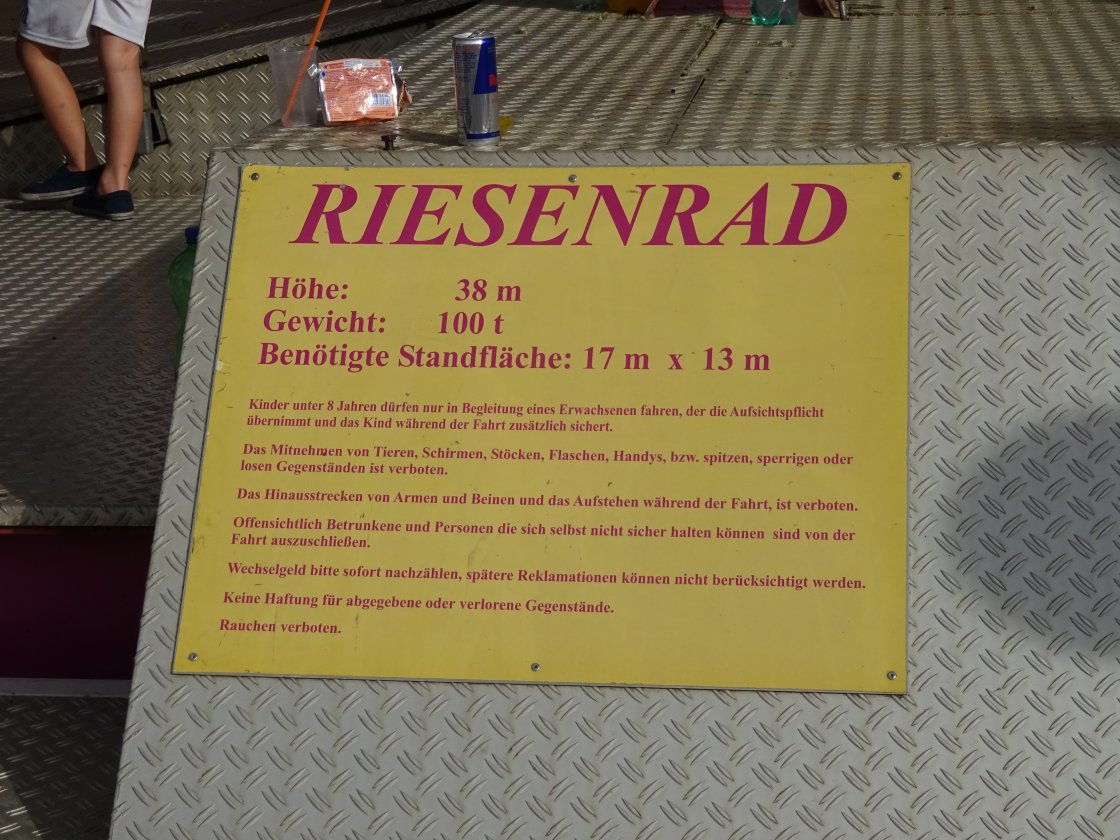 RIESENRAD
Höhe: 38 m
Gewicht: 100 t
Benötigte Standfläche: 17 m x 13 m
Kinder unter 8 Jahren dürfen nur in Begleitung eines Erwachsenen fahren, der die Aufsichtspflicht
übernimmt und das Kind während der Fahrt zusätzlich sichert.
Das Mitnehmen von Tieren, Schirmen, Stöcken, Flaschen, Handys, bzw. spitzen, sperrigen oder
losen Gegenständen ist verboten.
Das Hinausstrecken von Armen und Beinen und das Aufstehen während der Fahrt, ist verboten.
Offensichtlich Betrunkene und Personen die sich selbst nicht sicher halten können sind von der
Fahrt auszuschließen.
Wechselgeld bitte sofort nachzählen, spätere Reklamationen können nicht berücksichtigt werden.
Keine Haftung für abgegebene oder verlorene Gegenstände.
Rauchen verboten.